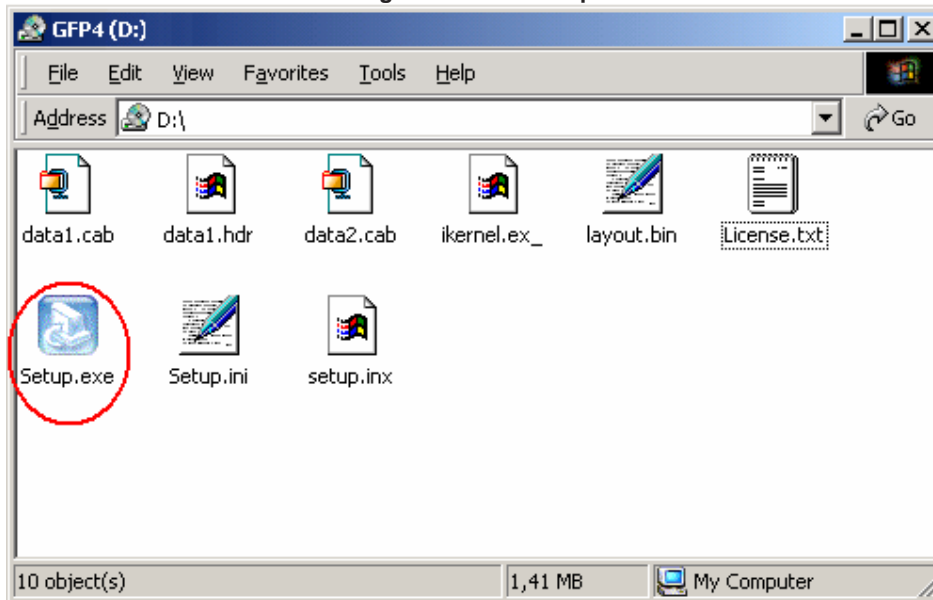 GFP4 (D:)
File Edit View Favorites Tools Help
Address D:\ Go
data1.cab data1.hdr data2.cab ikernel.ex_ layout.bin License.txt
Setup.exe Setup.ini setup.inx
10 object(s) 1,41 MB My Computer